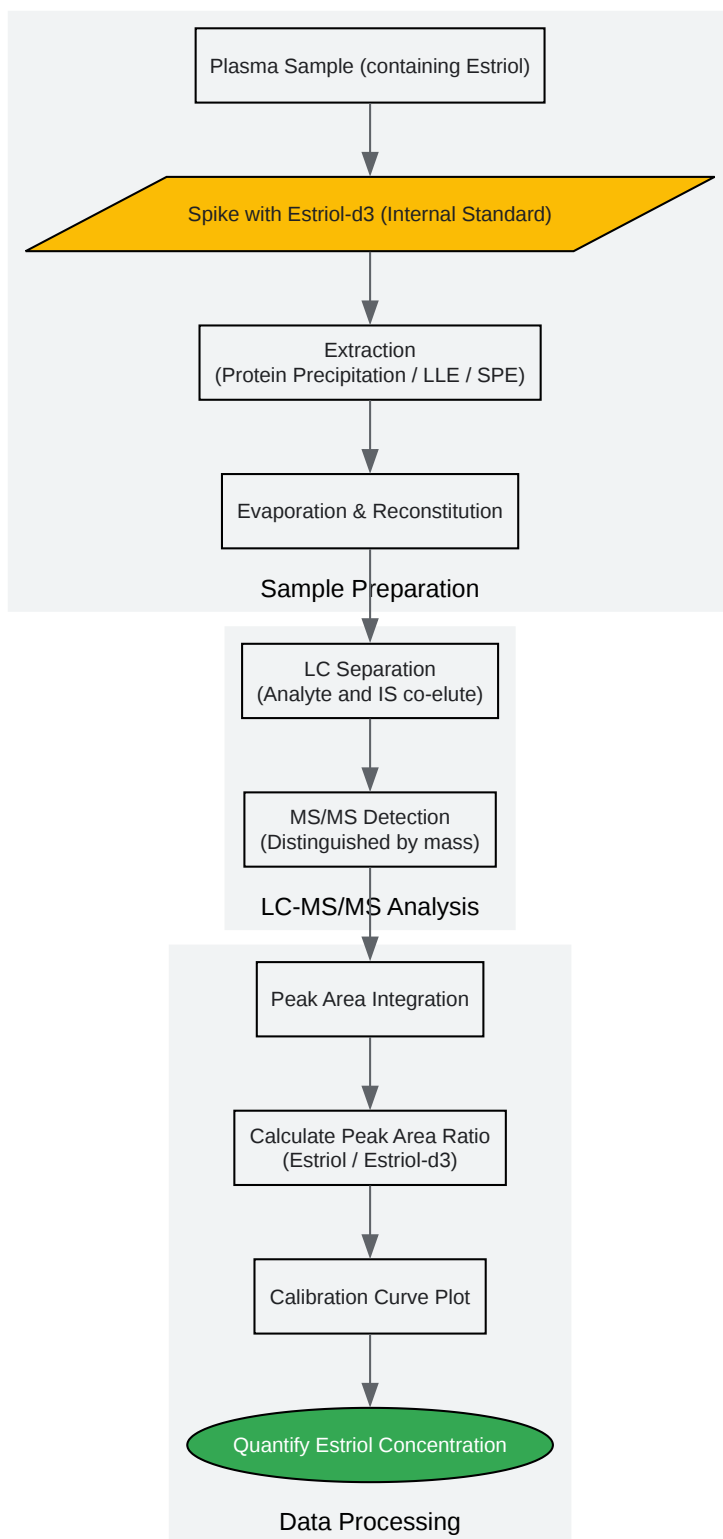 Plasma Sample (containing Estriol)
Spike with Estriol-d3 (Internal Standard)
Extraction
(Protein Precipitation / LLE / SPE)
Evaporation & Reconstitution
Sample Preparation
LC Separation
(Analyte and IS co-elute)
MS/MS Detection
(Distinguished by mass)
LC-MS/MS Analysis
Peak Area Integration
Calculate Peak Area Ratio
(Estriol / Estriol-d3)
Calibration Curve Plot
Quantify Estriol Concentration
Data Processing